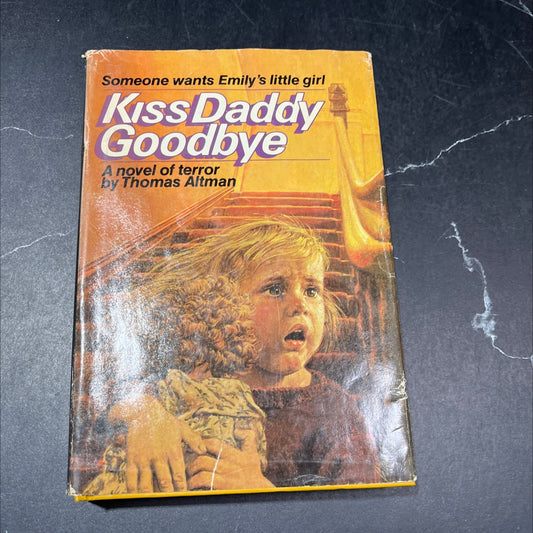 Someone wants Emily's little girl
Kiss Daddy
Goodbye
A novel of terror
by Thomas Altman